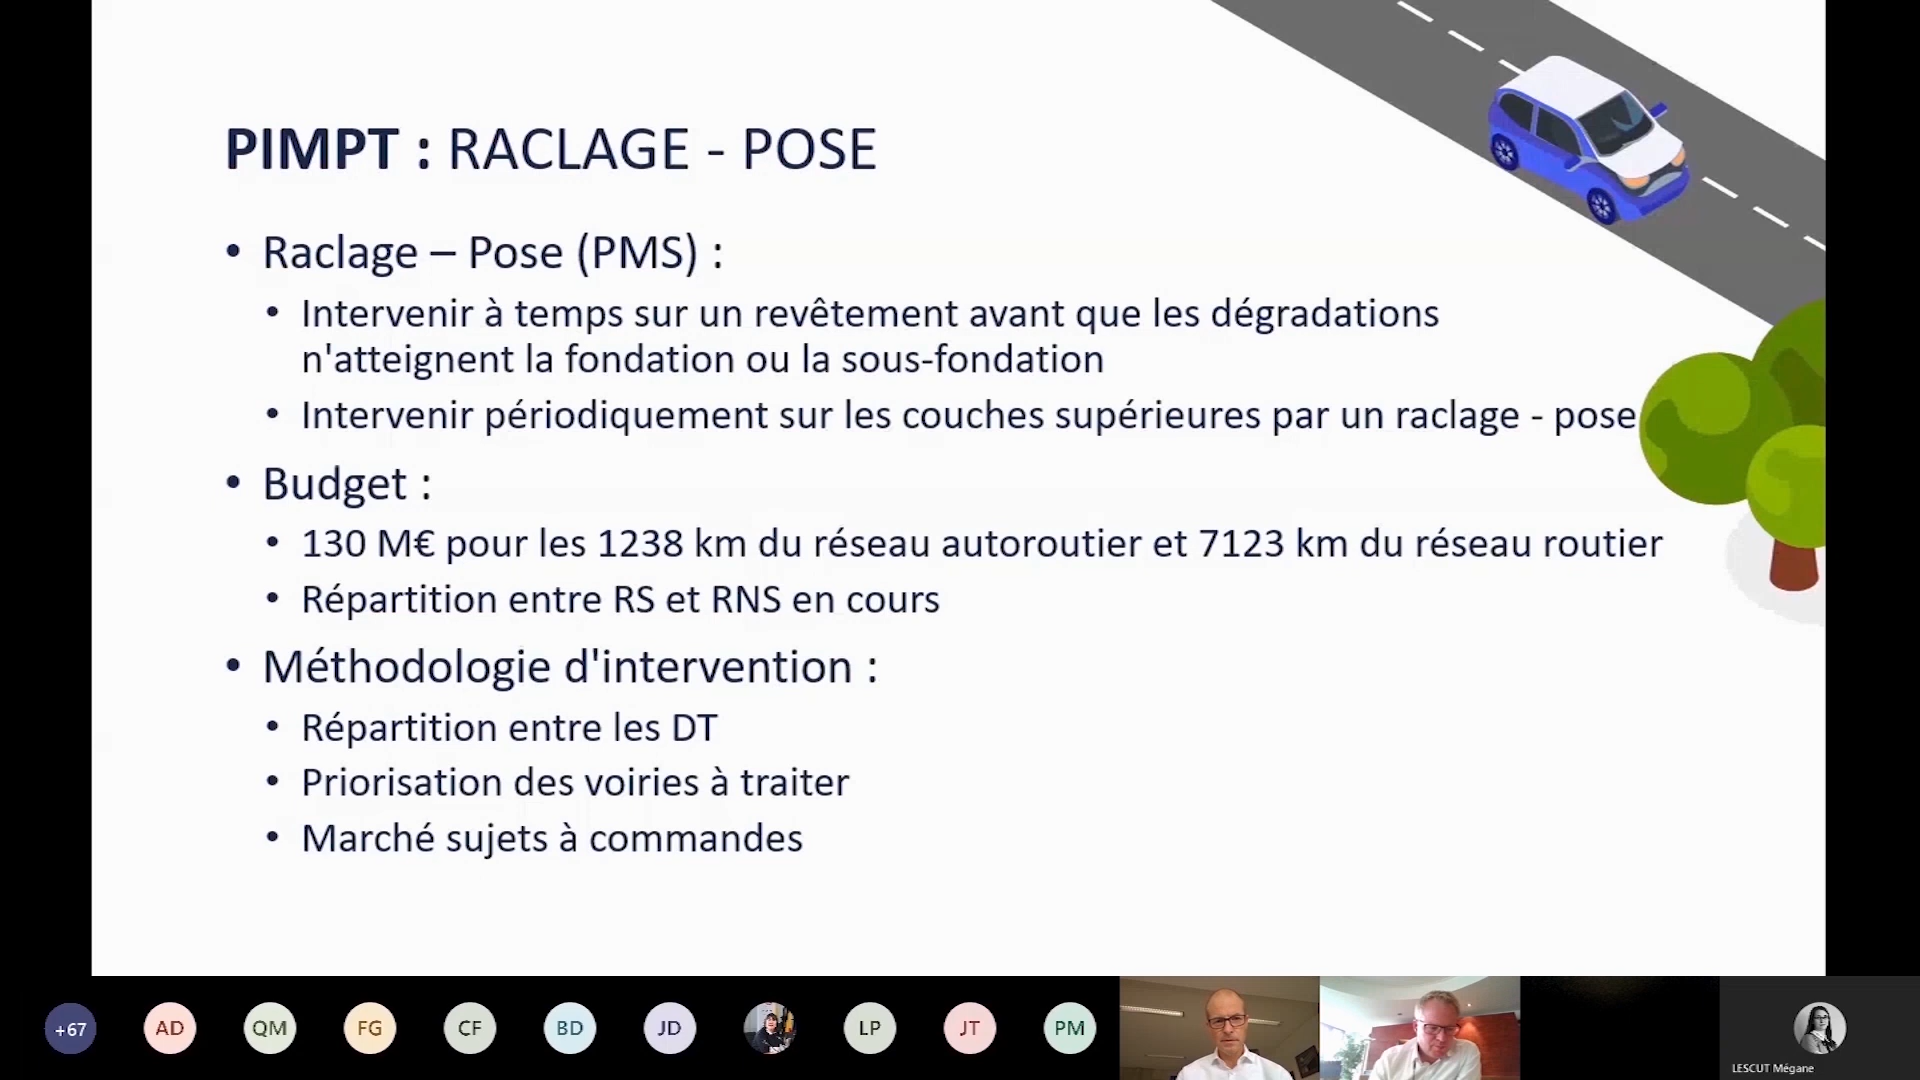 PIMPT : RACLAGE - POSE
• Raclage – Pose (PMS) :
• Intervenir à temps sur un revêtement avant que les dégradations
n'atteignent la fondation ou la sous-fondation
• Intervenir périodiquement sur les couches supérieures par un raclage - pose
• Budget :
• 130 M€ pour les 1238 km du réseau autoroutier et 7123 km du réseau routier
• Répartition entre RS et RNS en cours
• Méthodologie d'intervention :
• Répartition entre les DT
• Priorisation des voiries à traiter
• Marché sujets à commandes
+67 AD QM FG CF BD JD LP JT PM
LESCUT Mégane